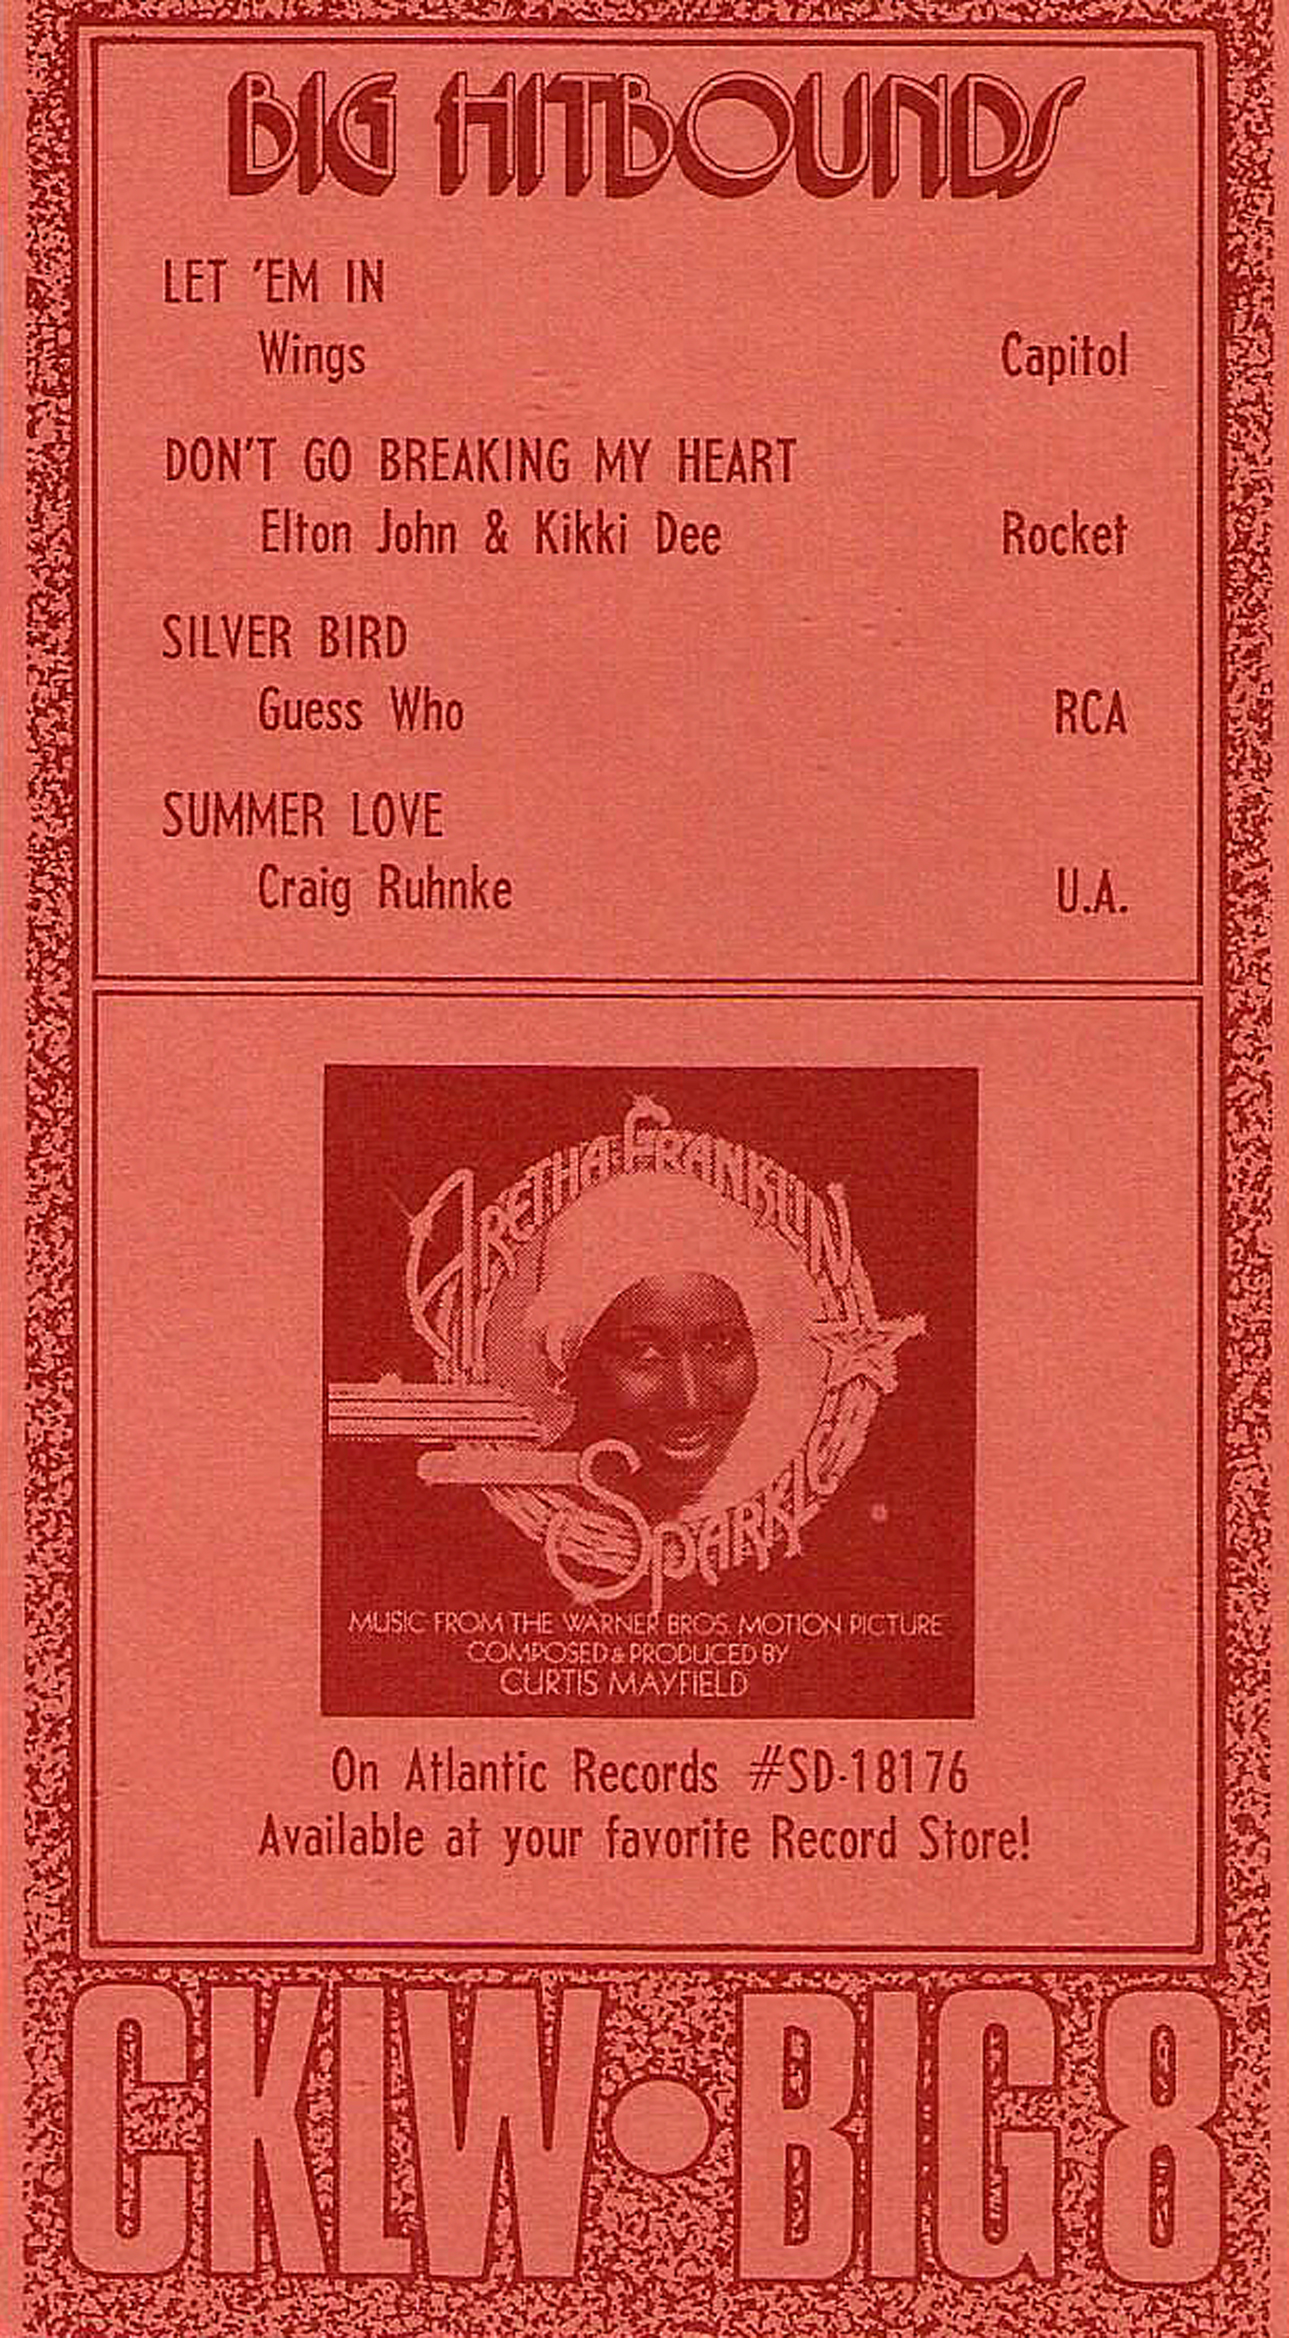 BIG HITBOUNDS
LET 'EM IN
Wings Capitol
DON'T GO BREAKING MY HEART
Elton John & Kikki Dee Rocket
SILVER BIRD
Guess Who RCA
SUMMER LOVE
Craig Ruhnke U.A.
ARETHA FRANKLIN
SPARKLE
MUSIC FROM THE WARNER BROS. MOTION PICTURE
COMPOSED & PRODUCED BY
CURTIS MAYFIELD
On Atlantic Records #SD-18176
Available at your favorite Record Store!
CKLW • BIG 8